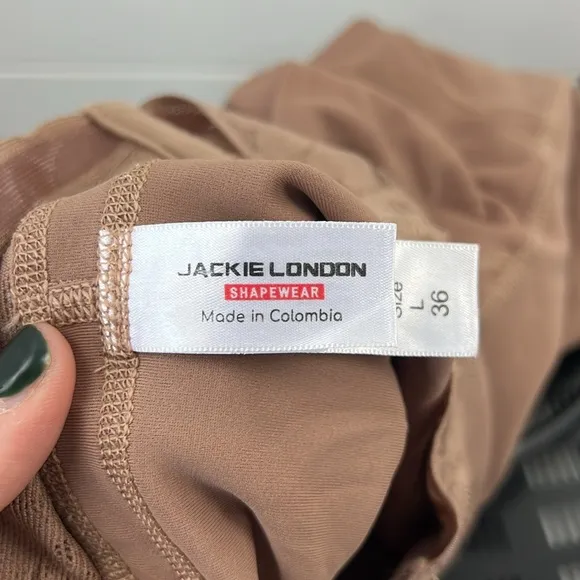 JACKIE LONDON
SHAPEWEAR
Made in Colombia
Size
L
36